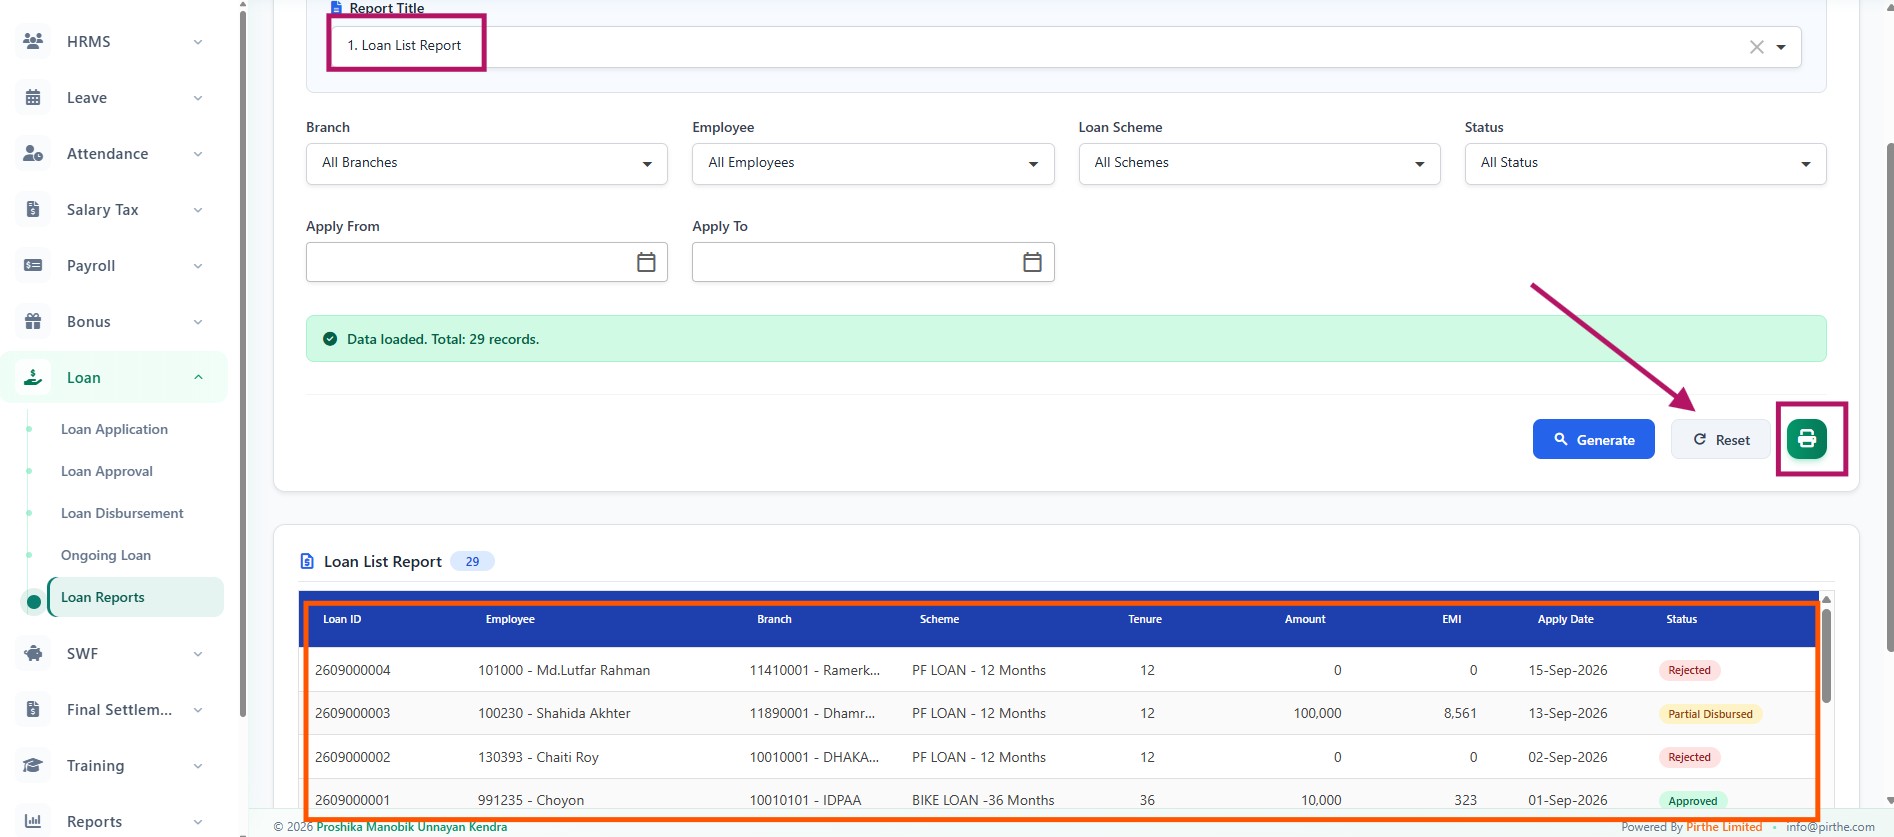 HRMS
Leave
Attendance
Salary Tax
Payroll
Bonus
Loan
Loan Application
Loan Approval
Loan Disbursement
Ongoing Loan
Loan Reports
SWF
Final Settlem...
Training
Reports
Report Title
1. Loan List Report
Branch Employee Loan Scheme Status
All Branches All Employees All Schemes All Status
Apply From Apply To
Data loaded. Total: 29 records.
Generate Reset
Loan List Report 29
Loan ID Employee Branch Scheme Tenure Amount EMI Apply Date Status
2609000004 101000 - Md.Lutfar Rahman 11410001 - Ramerk... PF LOAN - 12 Months 12 0 0 15-Sep-2026 Rejected
2609000003 100230 - Shahida Akhter 11890001 - Dhamr... PF LOAN - 12 Months 12 100,000 8,561 13-Sep-2026 Partial Disbursed
2609000002 130393 - Chaiti Roy 10010001 - DHAKA... PF LOAN - 12 Months 12 0 0 02-Sep-2026 Rejected
2609000001 991235 - Choyon 10010101 - IDPAA BIKE LOAN -36 Months 36 10,000 323 01-Sep-2026 Approved
© 2026 Proshika Manobik Unnayan Kendra Powered By Pirthe Limited • info@pirthe.com